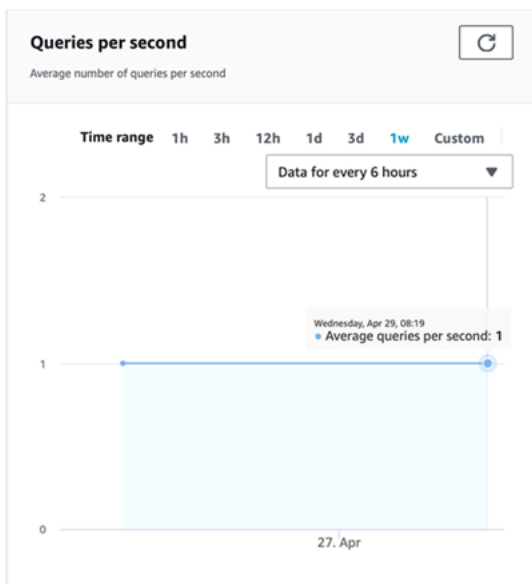 Queries per second
Average number of queries per second
Time range 1h 3h 12h 1d 3d 1w Custom
Data for every 6 hours
2
Wednesday, Apr 29, 08:19
Average queries per second: 1
1
0
27. Apr